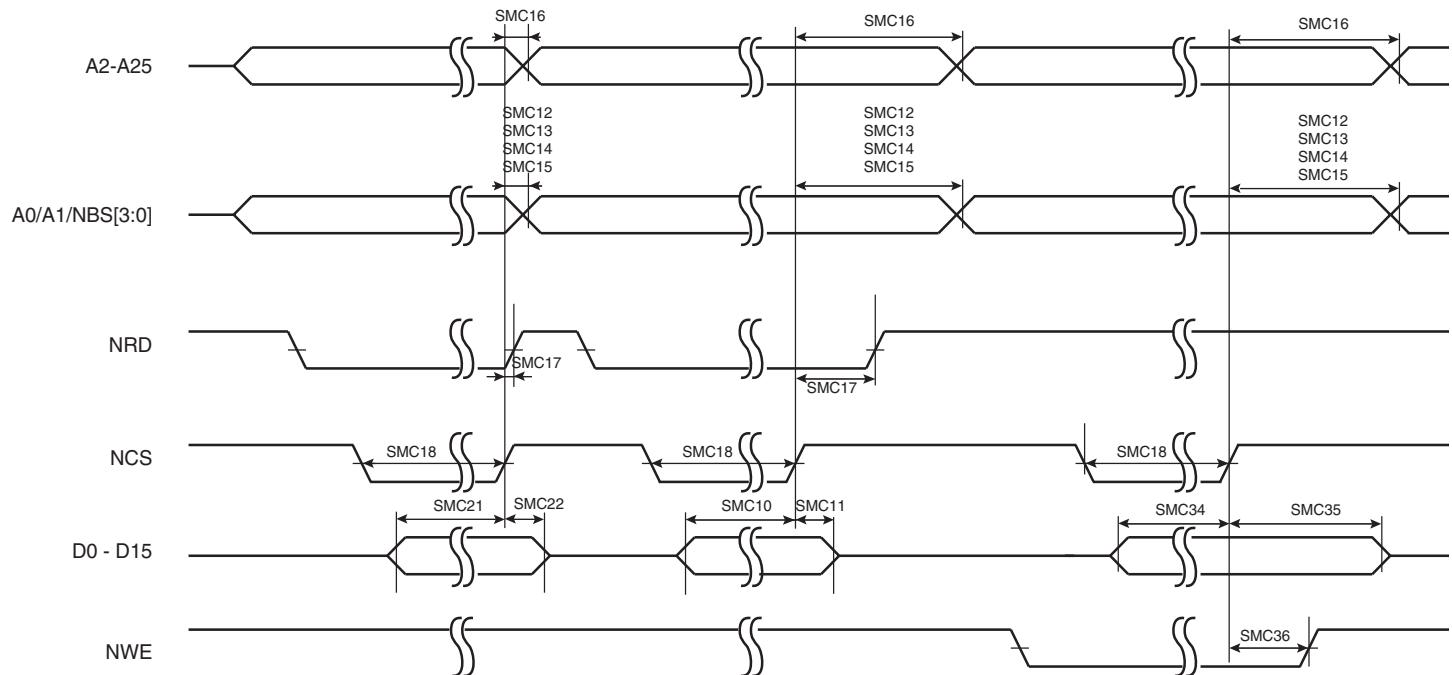 SMC16 SMC16 SMC16
A2-A25
SMC12 SMC12 SMC12
SMC13 SMC13 SMC13
SMC14 SMC14 SMC14
SMC15 SMC15 SMC15
A0/A1/NBS[3:0]
NRD
SMC17 SMC17
NCS SMC18 SMC18 SMC18
SMC21 SMC22 SMC10 SMC11 SMC34 SMC35
D0 - D15
NWE SMC36